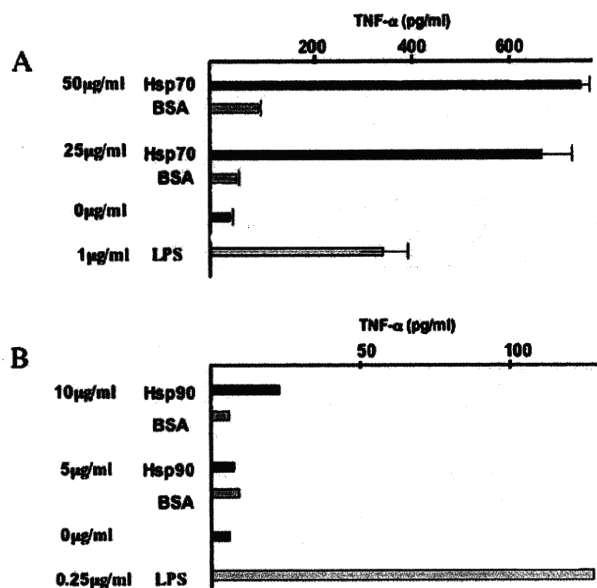 TNF-α (pg/ml)
200 400 600
A
50µg/ml Hsp70
BSA
25µg/ml Hsp70
BSA
0µg/ml
1µg/ml LPS
TNF-α (pg/ml)
50 100
B
10µg/ml Hsp90
BSA
5µg/ml Hsp90
BSA
0µg/ml
0.25µg/ml LPS